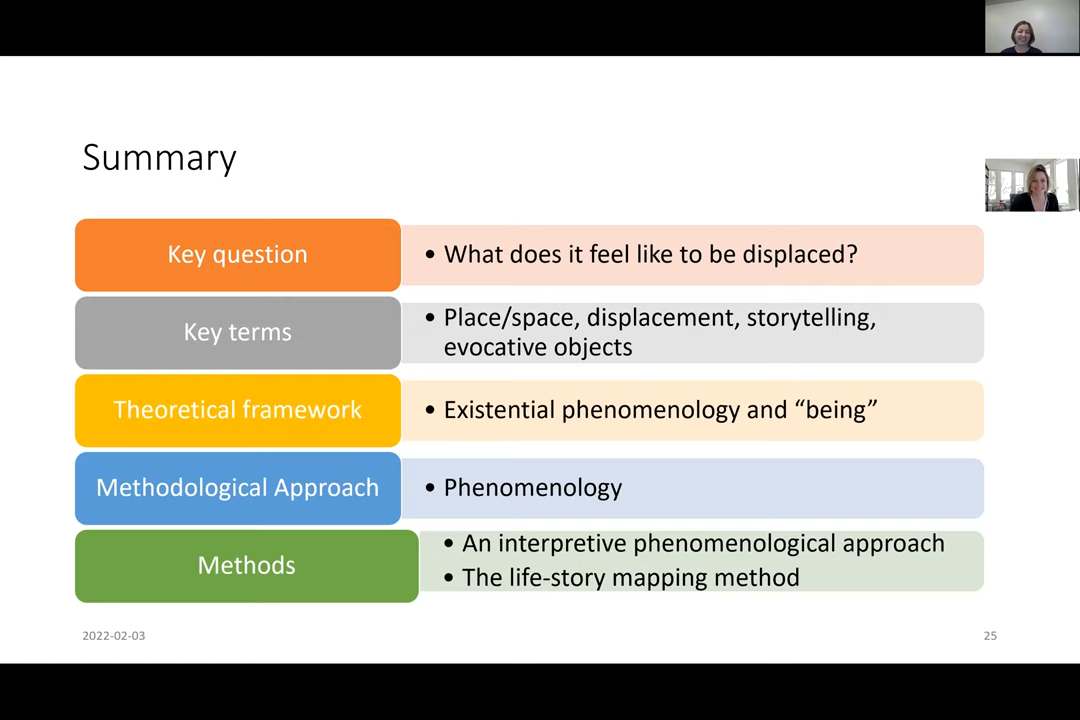 Summary
Key question
• What does it feel like to be displaced?
Key terms
• Place/space, displacement, storytelling,
evocative objects
Theoretical framework
• Existential phenomenology and “being”
Methodological Approach
• Phenomenology
Methods
• An interpretive phenomenological approach
• The life-story mapping method
2022-02-03
25